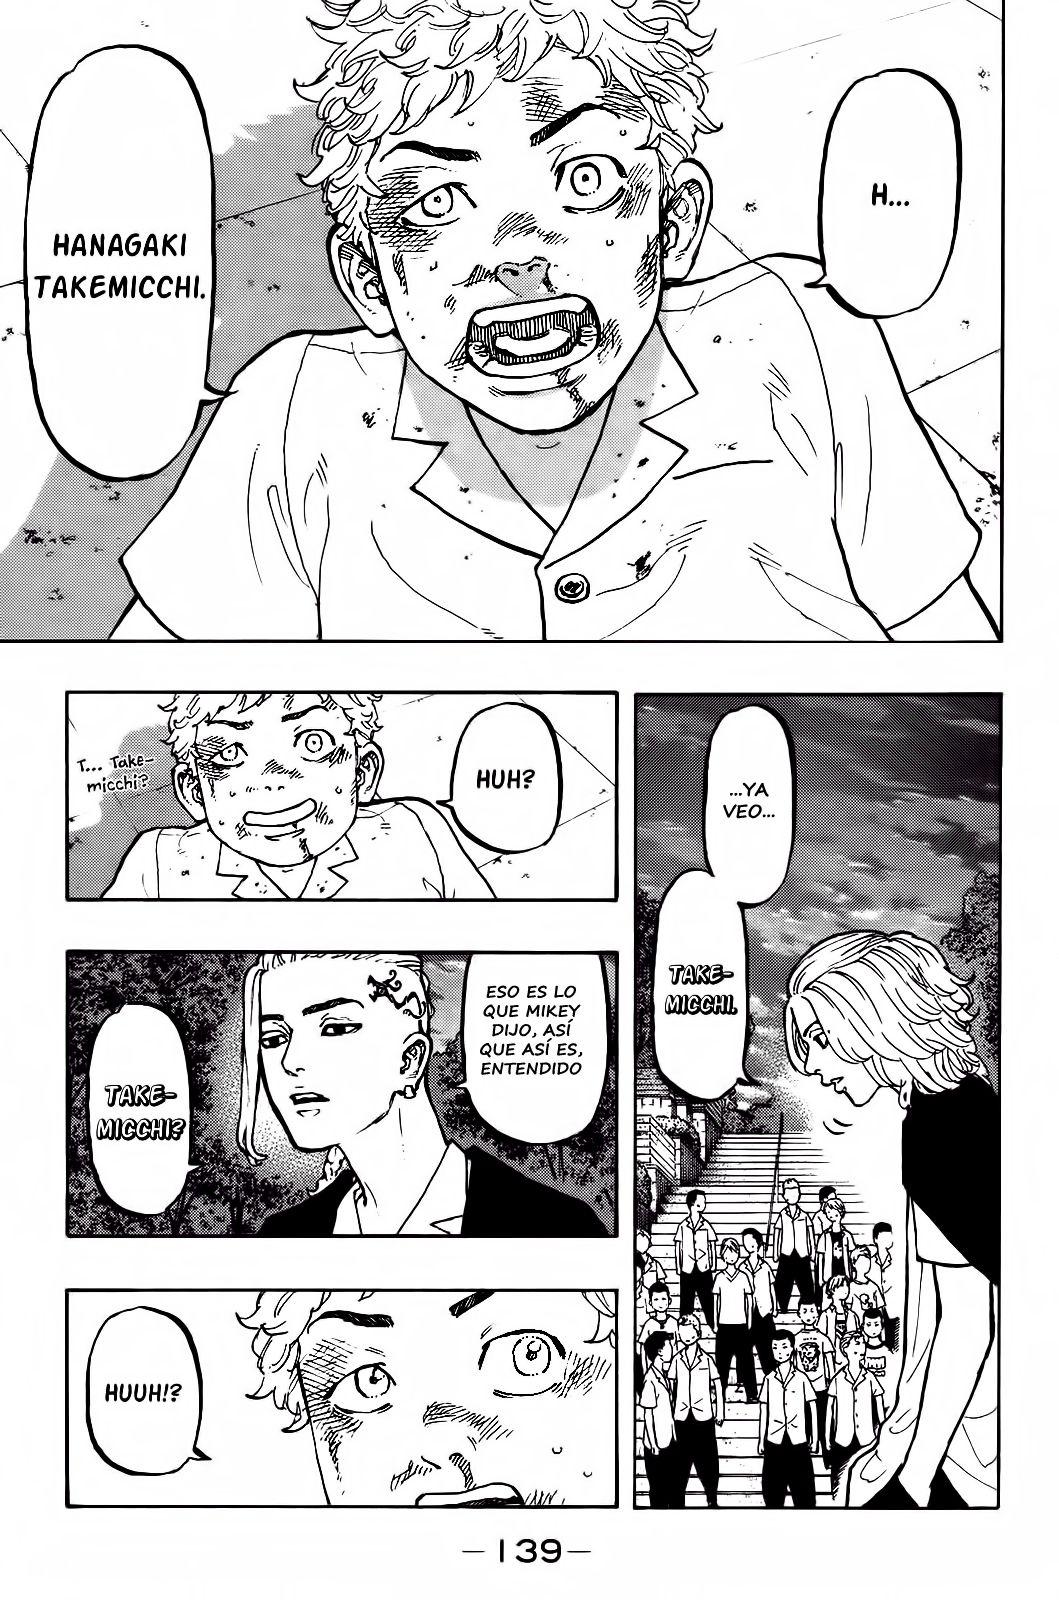 H...
HANAGAKI
TAKEMICCHI.
...YA
VEO...
TAKE-
MICCHI.
HUH?
T... Take-
micchi?
ESO ES LO
QUE MIKEY
DIJO, ASÍ
QUE ASÍ ES,
ENTENDIDO
TAKE-
MICCHI?
HUUH!?
-139-